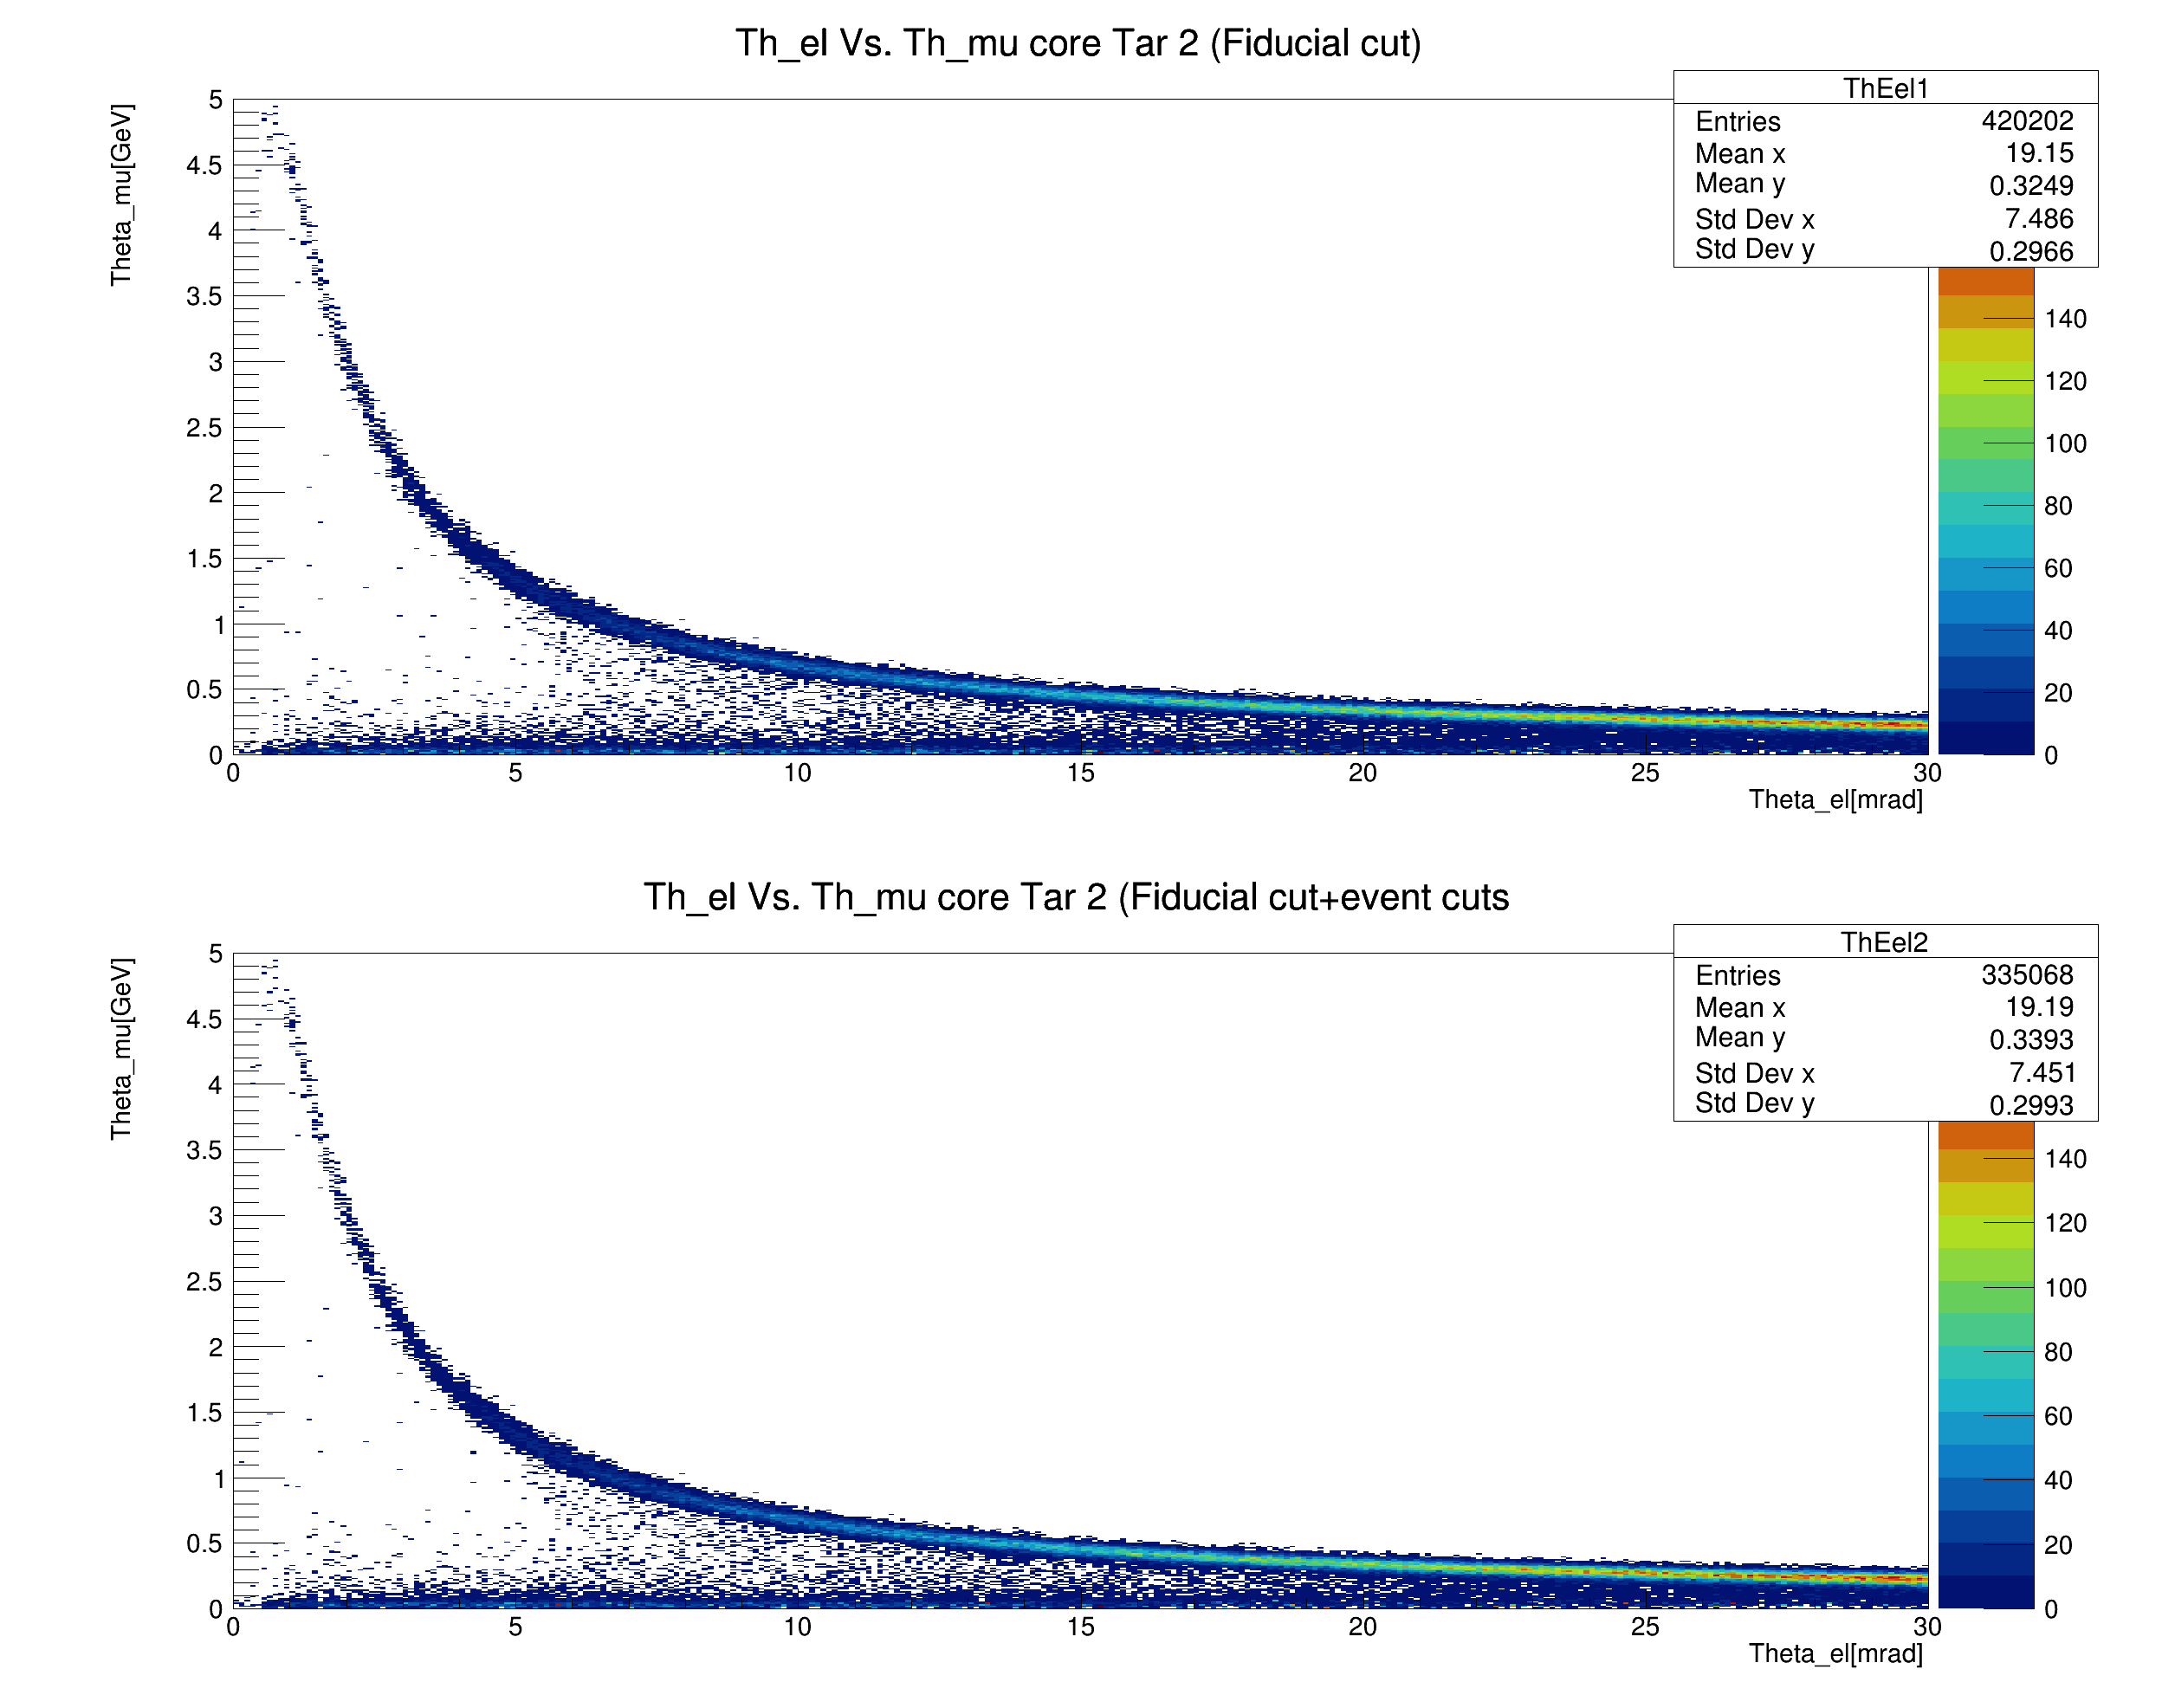 Th_el Vs. Th_mu core Tar 2 (Fiducial cut)
Theta_mu[GeV]
ThEel1
Entries 420202
Mean x 19.15
Mean y 0.3249
Std Dev x 7.486
Std Dev y 0.2966
5
4.5
4
3.5
3
2.5
2
1.5
1
0.5
0
140
120
100
80
60
40
20
0
0 5 10 15 20 25 30
Theta_el[mrad]
Th_el Vs. Th_mu core Tar 2 (Fiducial cut+event cuts
Theta_mu[GeV]
ThEel2
Entries 335068
Mean x 19.19
Mean y 0.3393
Std Dev x 7.451
Std Dev y 0.2993
5
4.5
4
3.5
3
2.5
2
1.5
1
0.5
0
140
120
100
80
60
40
20
0
0 5 10 15 20 25 30
Theta_el[mrad]